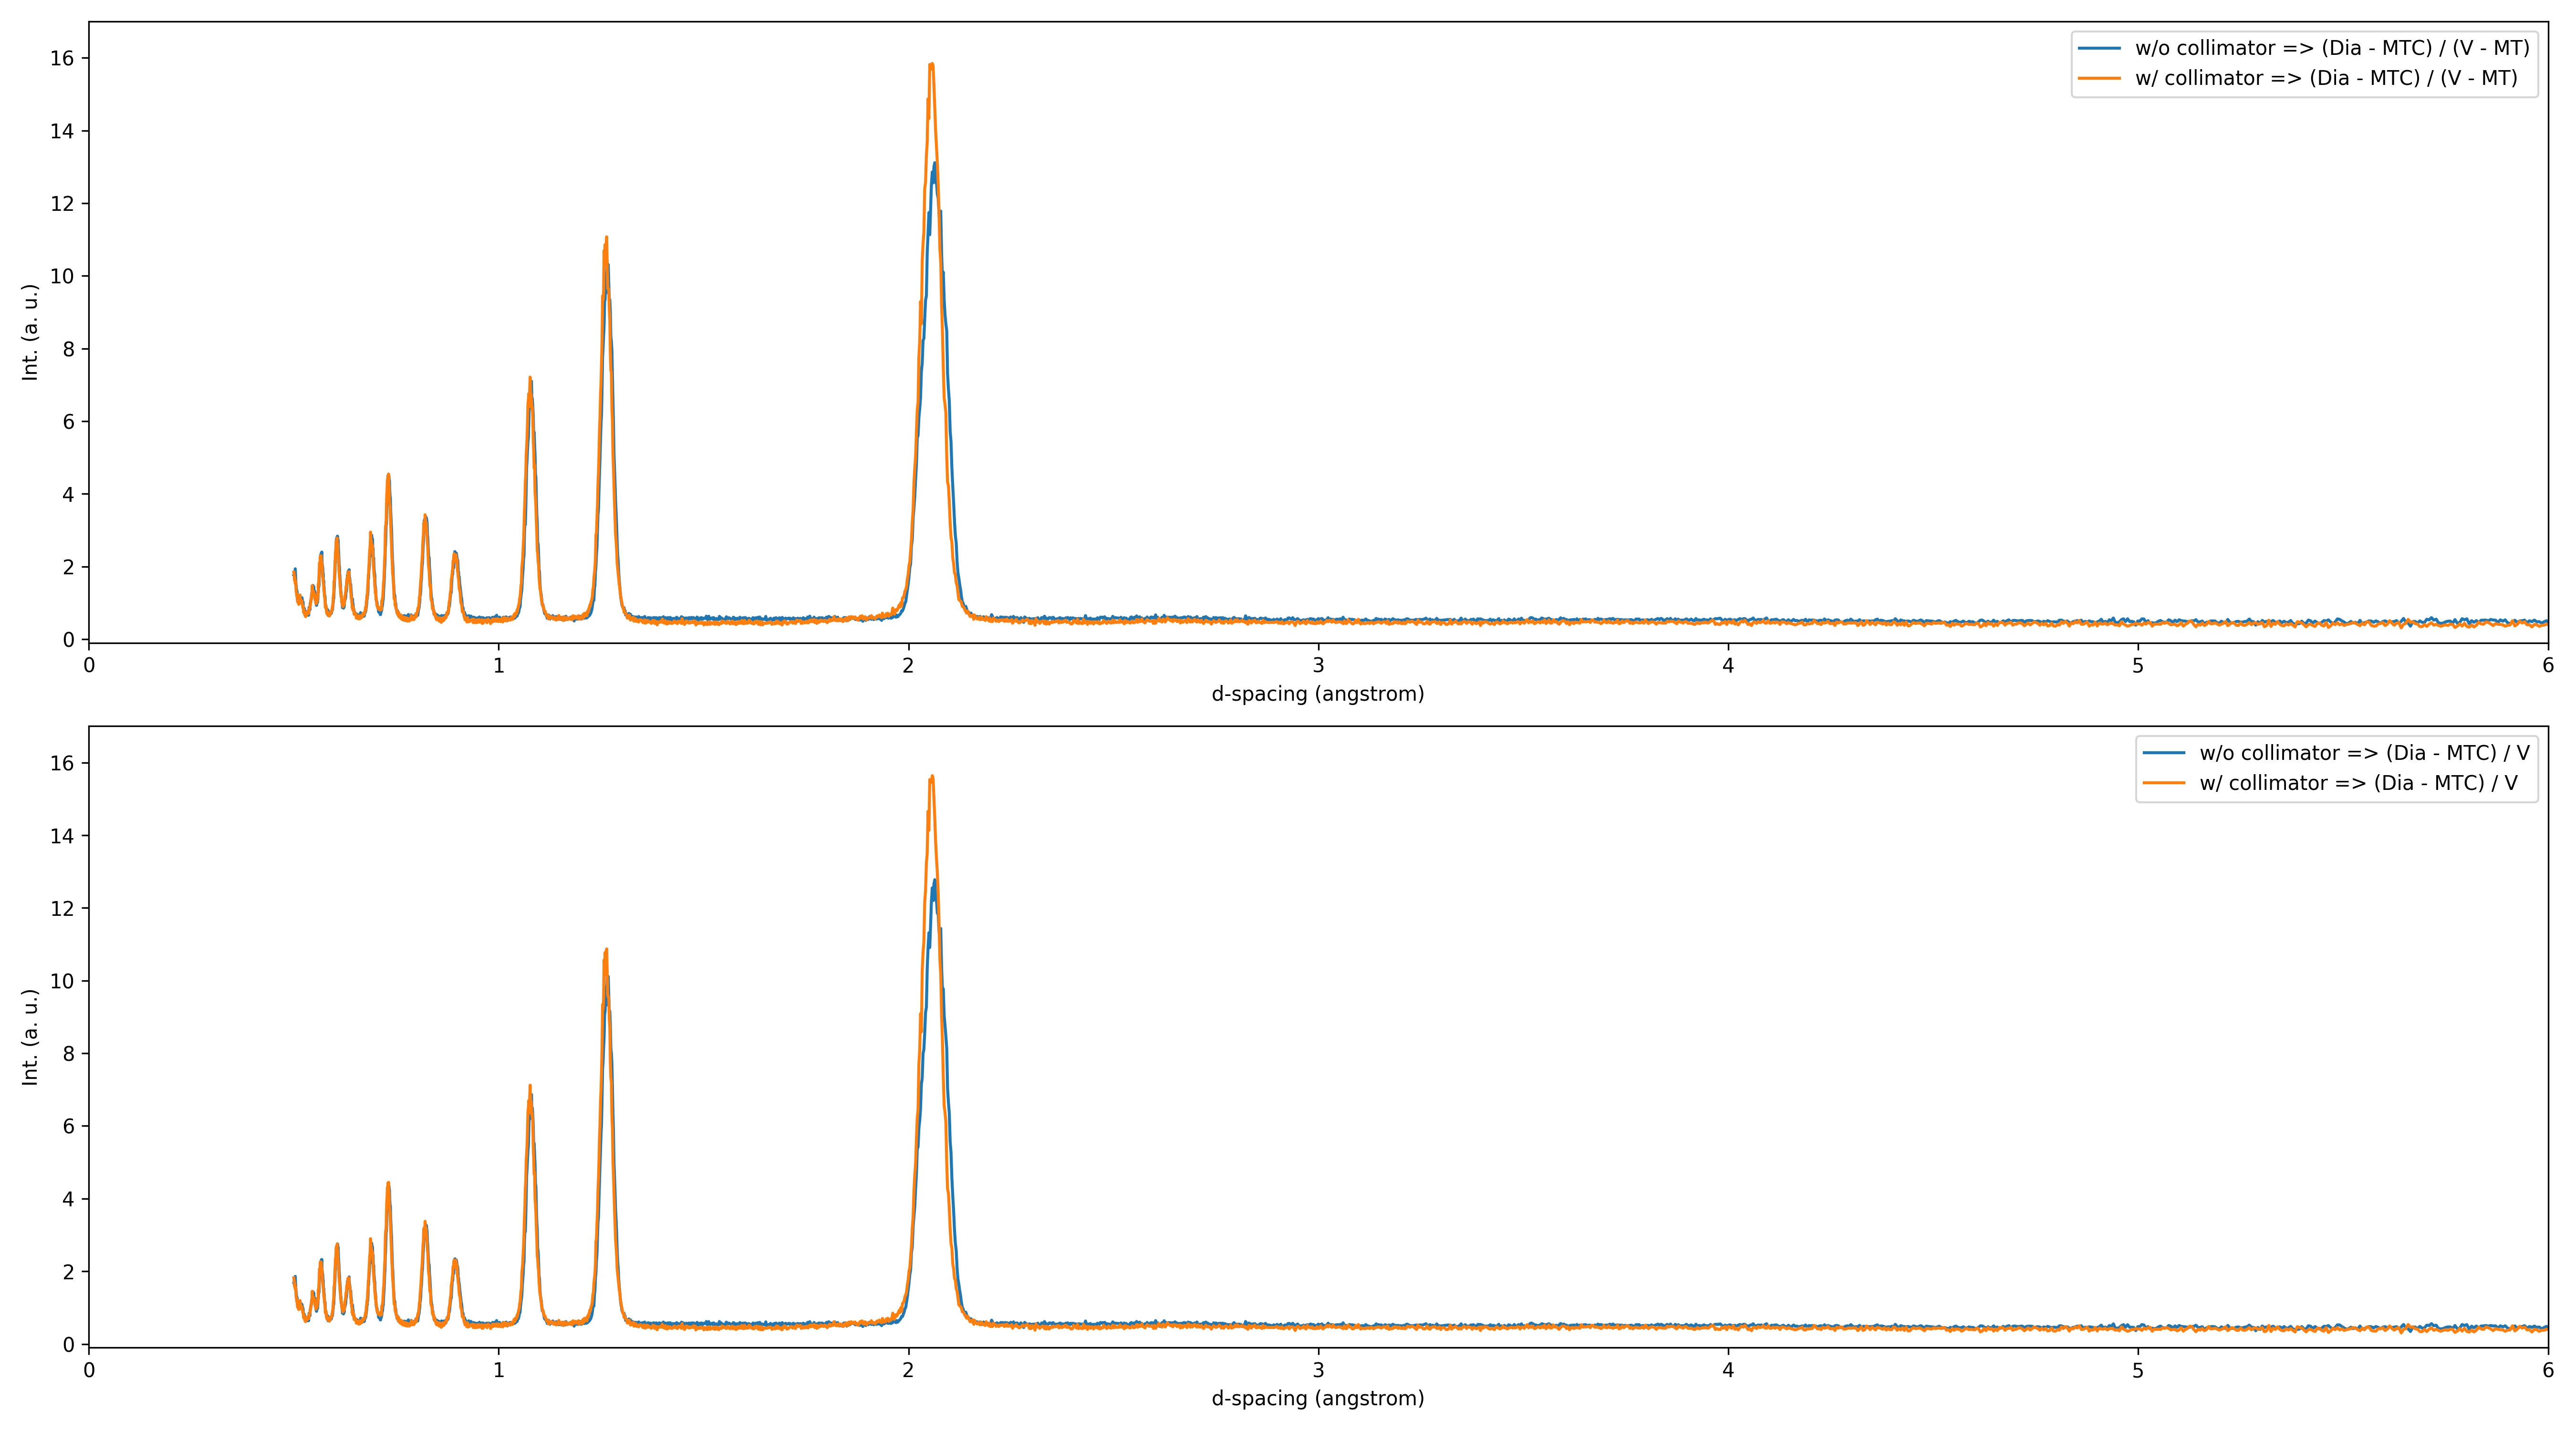 w/o collimator => (Dia - MTC) / (V - MT)
w/ collimator => (Dia - MTC) / (V - MT)
16
14
12
10
8
6
4
2
0
Int. (a. u.)
0 1 2 3 4 5 6
d-spacing (angstrom)
w/o collimator => (Dia - MTC) / V
w/ collimator => (Dia - MTC) / V
16
14
12
10
8
6
4
2
0
Int. (a. u.)
0 1 2 3 4 5 6
d-spacing (angstrom)